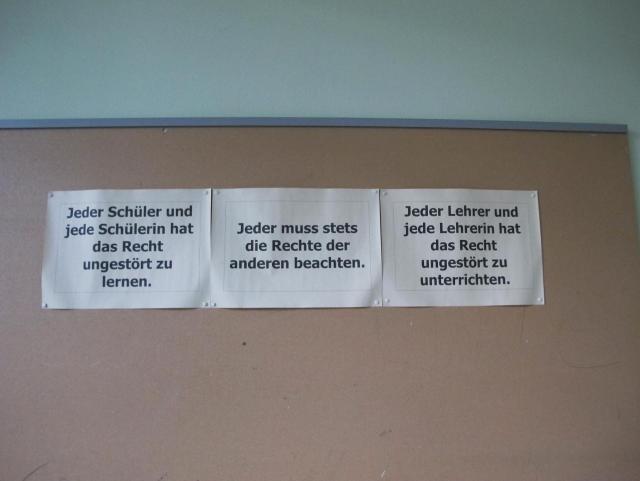 Jeder Schüler und
jede Schülerin hat
das Recht
ungestört zu
lernen.
Jeder muss stets
die Rechte der
anderen beachten.
Jeder Lehrer und
jede Lehrerin hat
das Recht
ungestört zu
unterrichten.